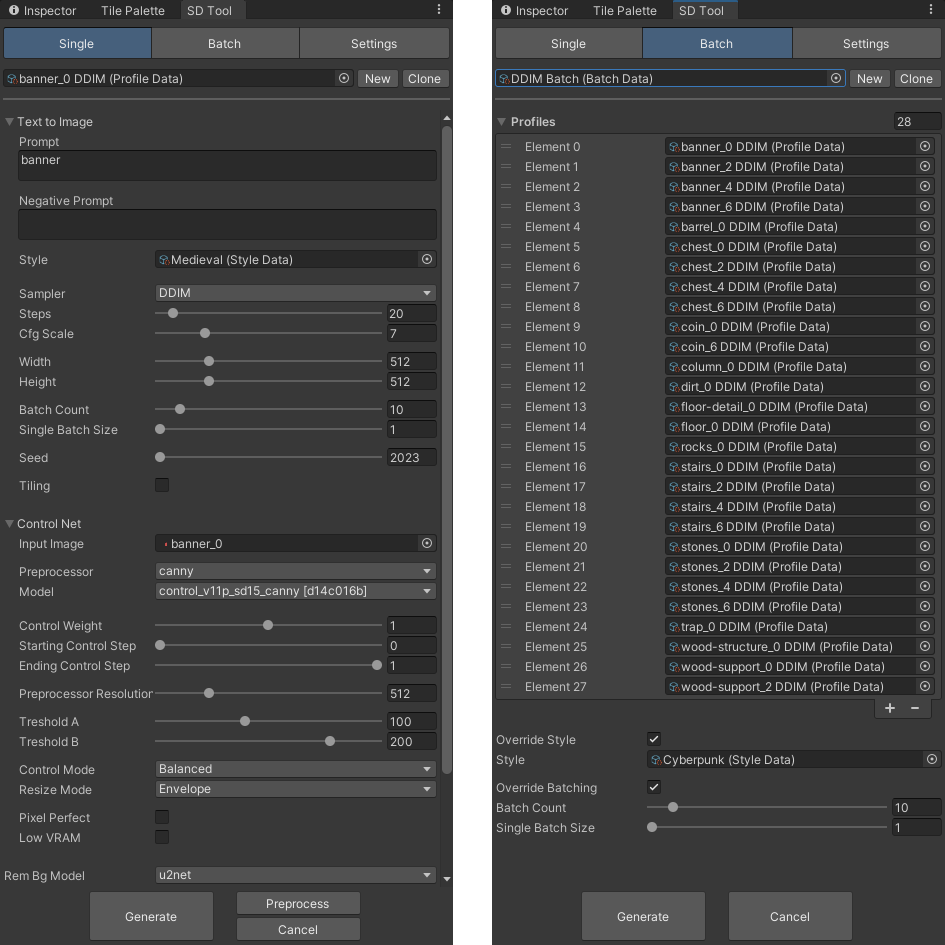 Inspector Tile Palette SD Tool
Single Batch Settings
banner_0 DDIM (Profile Data) New Clone
Text to Image
Prompt
banner
Negative Prompt
Style Medieval (Style Data)
Sampler DDIM
Steps 20
Cfg Scale 7
Width 512
Height 512
Batch Count 10
Single Batch Size 1
Seed 2023
Tiling
Control Net
Input Image banner_0
Preprocessor canny
Model control_v11p_sd15_canny [d14c016b]
Control Weight 1
Starting Control Step 0
Ending Control Step 1
Preprocessor Resolution 512
Treshold A 100
Treshold B 200
Control Mode Balanced
Resize Mode Envelope
Pixel Perfect
Low VRAM
Rem Bg Model u2net
Generate Preprocess
Cancel
Inspector Tile Palette SD Tool
Single Batch Settings
DDIM Batch (Batch Data) New Clone
Profiles 28
Element 0 banner_0 DDIM (Profile Data)
Element 1 banner_2 DDIM (Profile Data)
Element 2 banner_4 DDIM (Profile Data)
Element 3 banner_6 DDIM (Profile Data)
Element 4 barrel_0 DDIM (Profile Data)
Element 5 chest_0 DDIM (Profile Data)
Element 6 chest_2 DDIM (Profile Data)
Element 7 chest_4 DDIM (Profile Data)
Element 8 chest_6 DDIM (Profile Data)
Element 9 coin_0 DDIM (Profile Data)
Element 10 coin_6 DDIM (Profile Data)
Element 11 column_0 DDIM (Profile Data)
Element 12 dirt_0 DDIM (Profile Data)
Element 13 floor-detail_0 DDIM (Profile Data)
Element 14 floor_0 DDIM (Profile Data)
Element 15 rocks_0 DDIM (Profile Data)
Element 16 stairs_0 DDIM (Profile Data)
Element 17 stairs_2 DDIM (Profile Data)
Element 18 stairs_4 DDIM (Profile Data)
Element 19 stairs_6 DDIM (Profile Data)
Element 20 stones_0 DDIM (Profile Data)
Element 21 stones_2 DDIM (Profile Data)
Element 22 stones_4 DDIM (Profile Data)
Element 23 stones_6 DDIM (Profile Data)
Element 24 trap_0 DDIM (Profile Data)
Element 25 wood-structure_0 DDIM (Profile Data)
Element 26 wood-support_0 DDIM (Profile Data)
Element 27 wood-support_2 DDIM (Profile Data)
+ −
Override Style
Style Cyberpunk (Style Data)
Override Batching
Batch Count 10
Single Batch Size 1
Generate Cancel